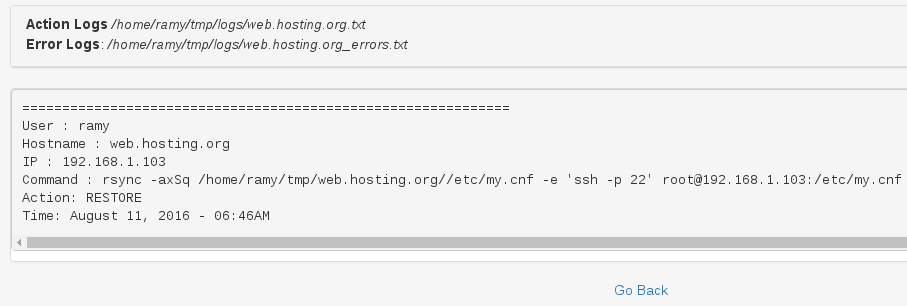 Action Logs /home/ramy/tmp/logs/web.hosting.org.txt
Error Logs: /home/ramy/tmp/logs/web.hosting.org_errors.txt
=============================================================
User : ramy
Hostname : web.hosting.org
IP : 192.168.1.103
Command : rsync -axSq /home/ramy/tmp/web.hosting.org//etc/my.cnf -e 'ssh -p 22' root@192.168.1.103:/etc/my.cnf
Action: RESTORE
Time: August 11, 2016 - 06:46AM
Go Back